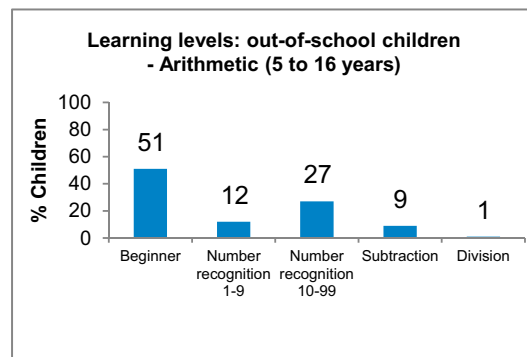 Learning levels: out-of-school children
- Arithmetic (5 to 16 years)
% Children
100
80
60
40
20
0
51
12
27
9
1
Beginner
Number
recognition
1-9
Number
recognition
10-99
Subtraction
Division